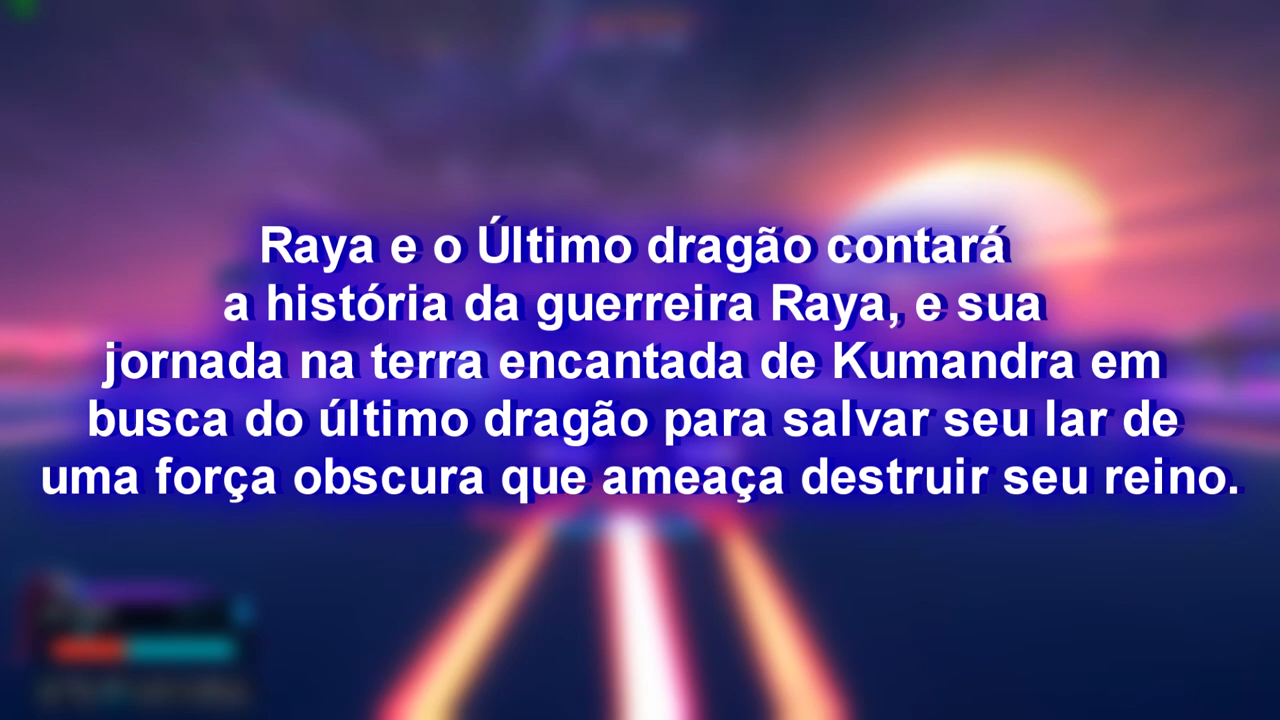 Raya e o Último dragão contará
a história da guerreira Raya, e sua
jornada na terra encantada de Kumandra em
busca do último dragão para salvar seu lar de
uma força obscura que ameaça destruir seu reino.